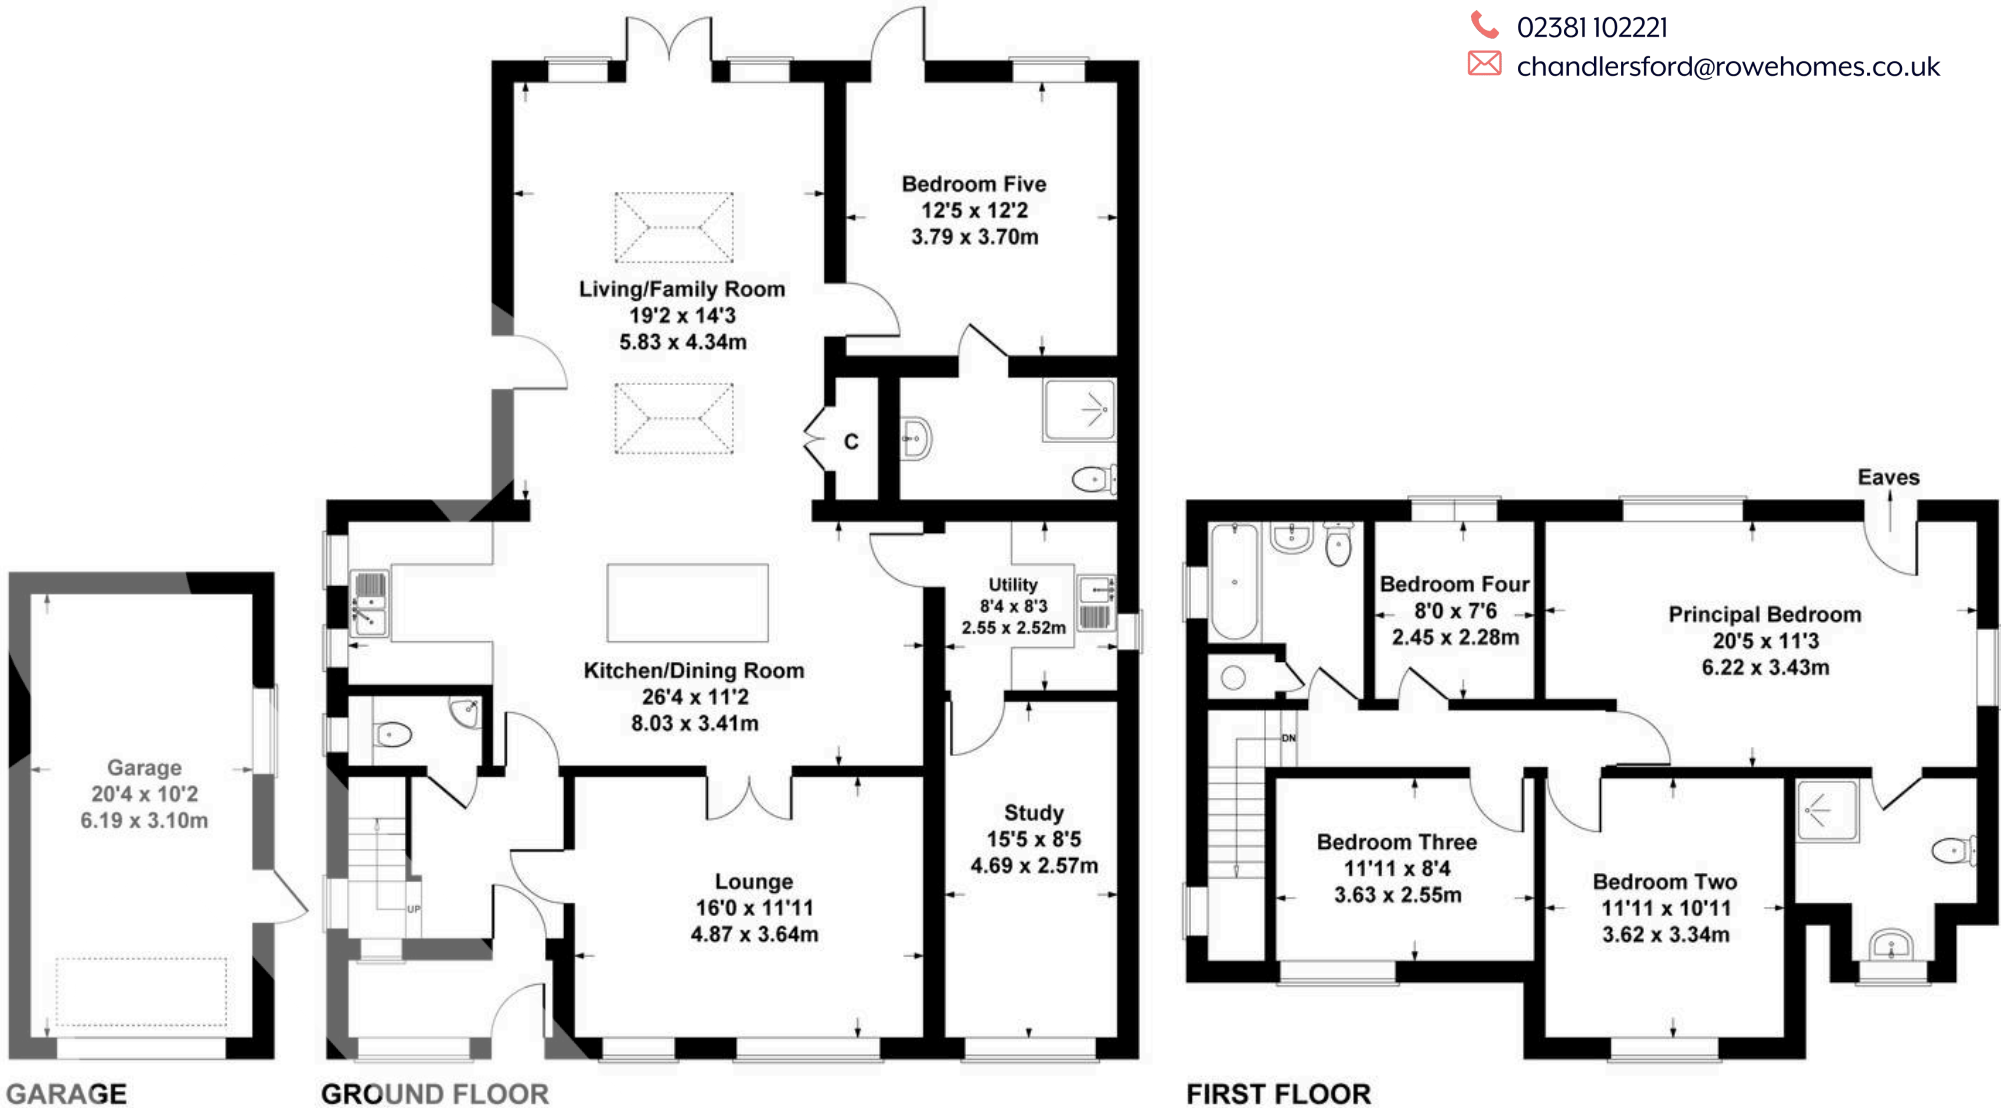 02381 102221
chandlersford@rowehomes.co.uk
Bedroom Five
12'5 x 12'2
3.79 x 3.70m
Living/Family Room
19'2 x 14'3
5.83 x 4.34m
C
Utility
8'4 x 8'3
2.55 x 2.52m
Kitchen/Dining Room
26'4 x 11'2
8.03 x 3.41m
Garage
20'4 x 10'2
6.19 x 3.10m
Study
15'5 x 8'5
4.69 x 2.57m
Lounge
16'0 x 11'11
4.87 x 3.64m
UP
Eaves
Bedroom Four
8'0 x 7'6
2.45 x 2.28m
Principal Bedroom
20'5 x 11'3
6.22 x 3.43m
DN
Bedroom Three
11'11 x 8'4
3.63 x 2.55m
Bedroom Two
11'11 x 10'11
3.62 x 3.34m
GARAGE
GROUND FLOOR
FIRST FLOOR